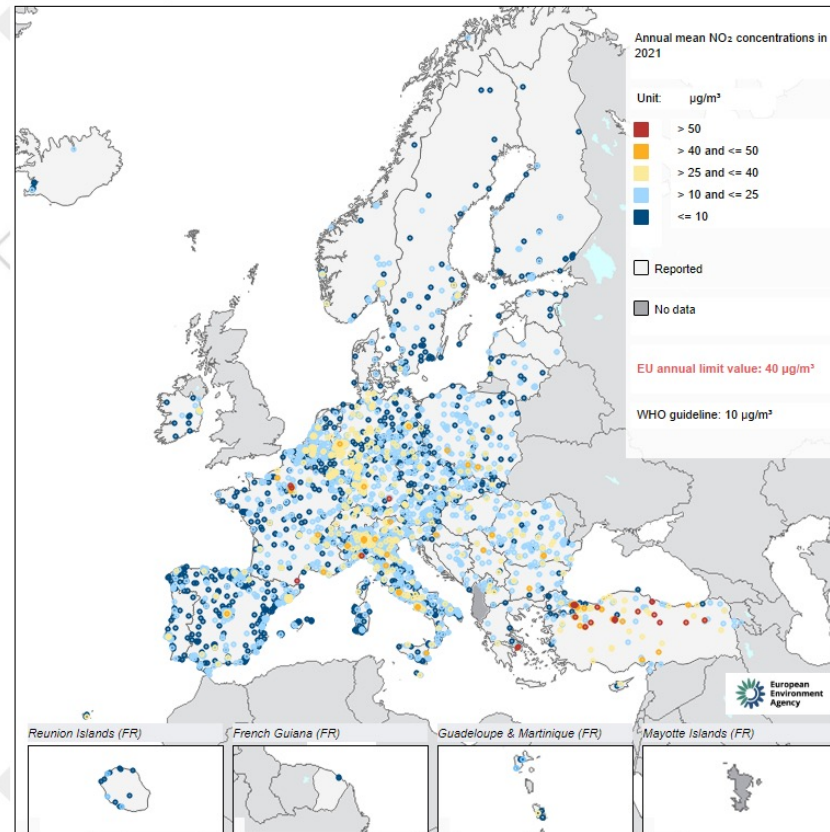 Annual mean NO₂ concentrations in
2021
Unit: µg/m³
> 50
> 40 and <= 50
> 25 and <= 40
> 10 and <= 25
<= 10
Reported
No data
EU annual limit value: 40 µg/m³
WHO guideline: 10 µg/m³
European
Environment
Agency
Reunion Islands (FR)
French Guiana (FR)
Guadeloupe & Martinique (FR)
Mayotte Islands (FR)